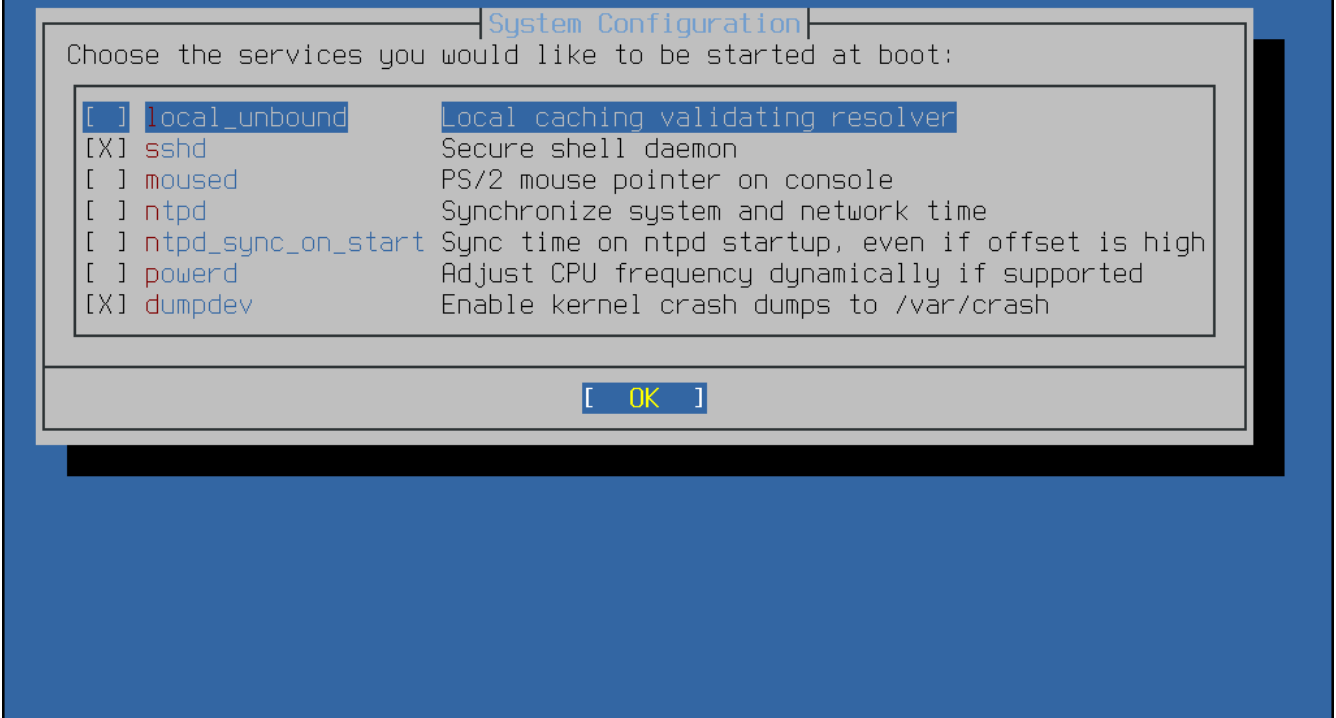 System Configuration
Choose the services you would like to be started at boot:
[ ] local_unbound Local caching validating resolver
[X] sshd Secure shell daemon
[ ] moused PS/2 mouse pointer on console
[ ] ntpd Synchronize system and network time
[ ] ntpd_sync_on_start Sync time on ntpd startup, even if offset is high
[ ] powerd Adjust CPU frequency dynamically if supported
[X] dumpdev Enable kernel crash dumps to /var/crash
[ OK ]